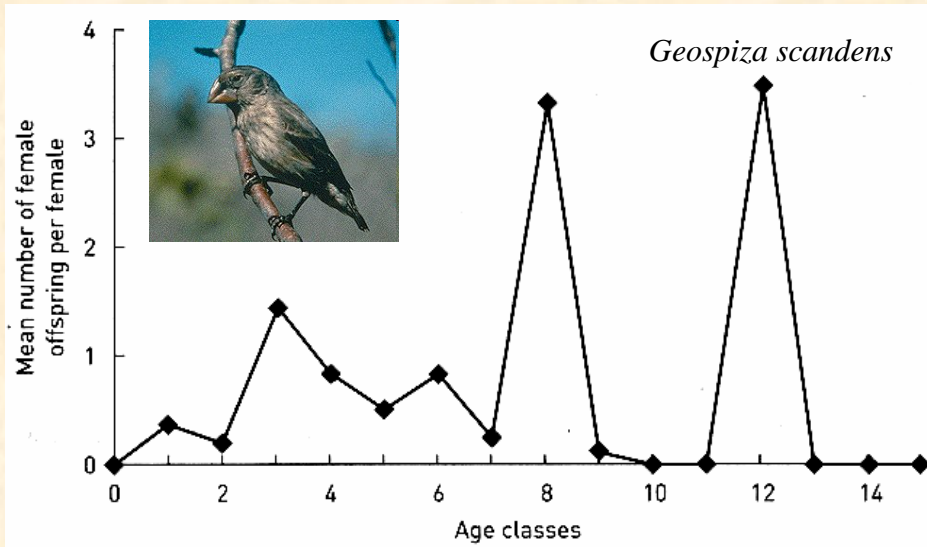 Geospiza scandens
Mean number of female
offspring per female
4
3
2
1
0
0 2 4 6 8 10 12 14
Age classes